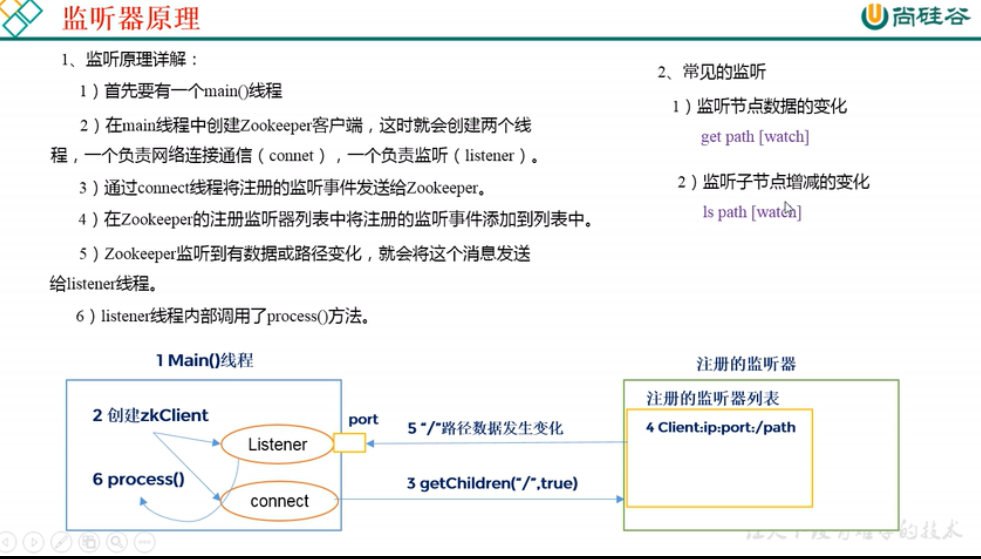 监听器原理
尚硅谷
1、监听原理详解：
1）首先要有一个main()线程
2）在main线程中创建Zookeeper客户端，这时就会创建两个线
程，一个负责网络连接通信（connet），一个负责监听（listener）。
3）通过connect线程将注册的监听事件发送给Zookeeper。
4）在Zookeeper的注册监听器列表中将注册的监听事件添加到列表中。
5）Zookeeper监听到有数据或路径变化，就会将这个消息发送
给listener线程。
6）listener线程内部调用了process()方法。
2、常见的监听
1）监听节点数据的变化
get path [watch]
2）监听子节点增减的变化
ls path [watch]
1 Main()线程
2 创建zkClient
Listener
port
5 “/”路径数据发生变化
6 process()
connect
3 getChildren("/",true)
注册的监听器
注册的监听器列表
4 Client:ip:port:/path
的技术